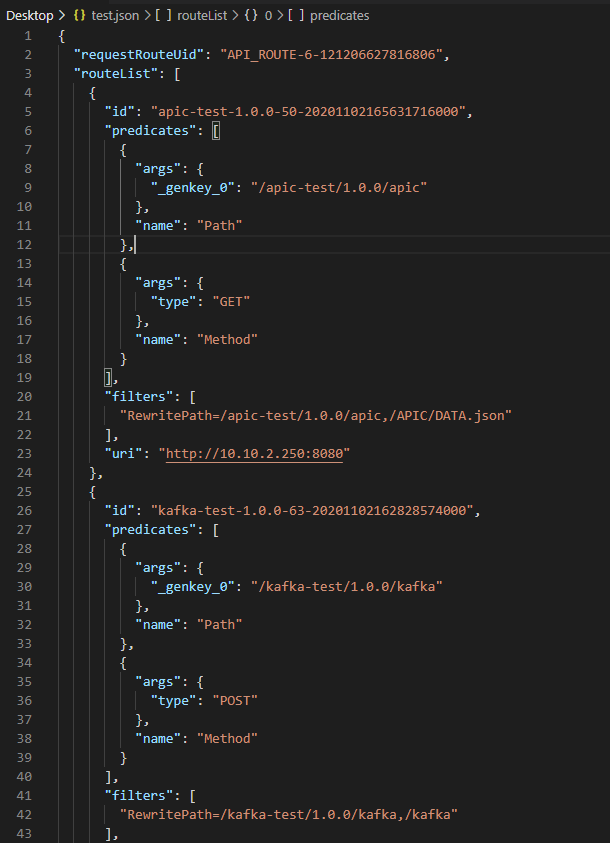 Desktop > {} test.json > [ ] routeList > {} 0 > [ ] predicates
1 {
2   "requestRouteUid": "API_ROUTE-6-121206627816806",
3   "routeList": [
4     {
5       "id": "apic-test-1.0.0-50-20201102165631716000",
6       "predicates": [
7         {
8           "args": {
9             "_genkey_0": "/apic-test/1.0.0/apic"
10           },
11           "name": "Path"
12         },
13         {
14           "args": {
15             "type": "GET"
16           },
17           "name": "Method"
18         }
19       ],
20       "filters": [
21         "RewritePath=/apic-test/1.0.0/apic,/APIC/DATA.json"
22       ],
23       "uri": "http://10.10.2.250:8080"
24     },
25     {
26       "id": "kafka-test-1.0.0-63-20201102162828574000",
27       "predicates": [
28         {
29           "args": {
30             "_genkey_0": "/kafka-test/1.0.0/kafka"
31           },
32           "name": "Path"
33         },
34         {
35           "args": {
36             "type": "POST"
37           },
38           "name": "Method"
39         }
40       ],
41       "filters": [
42         "RewritePath=/kafka-test/1.0.0/kafka,/kafka"
43       ],